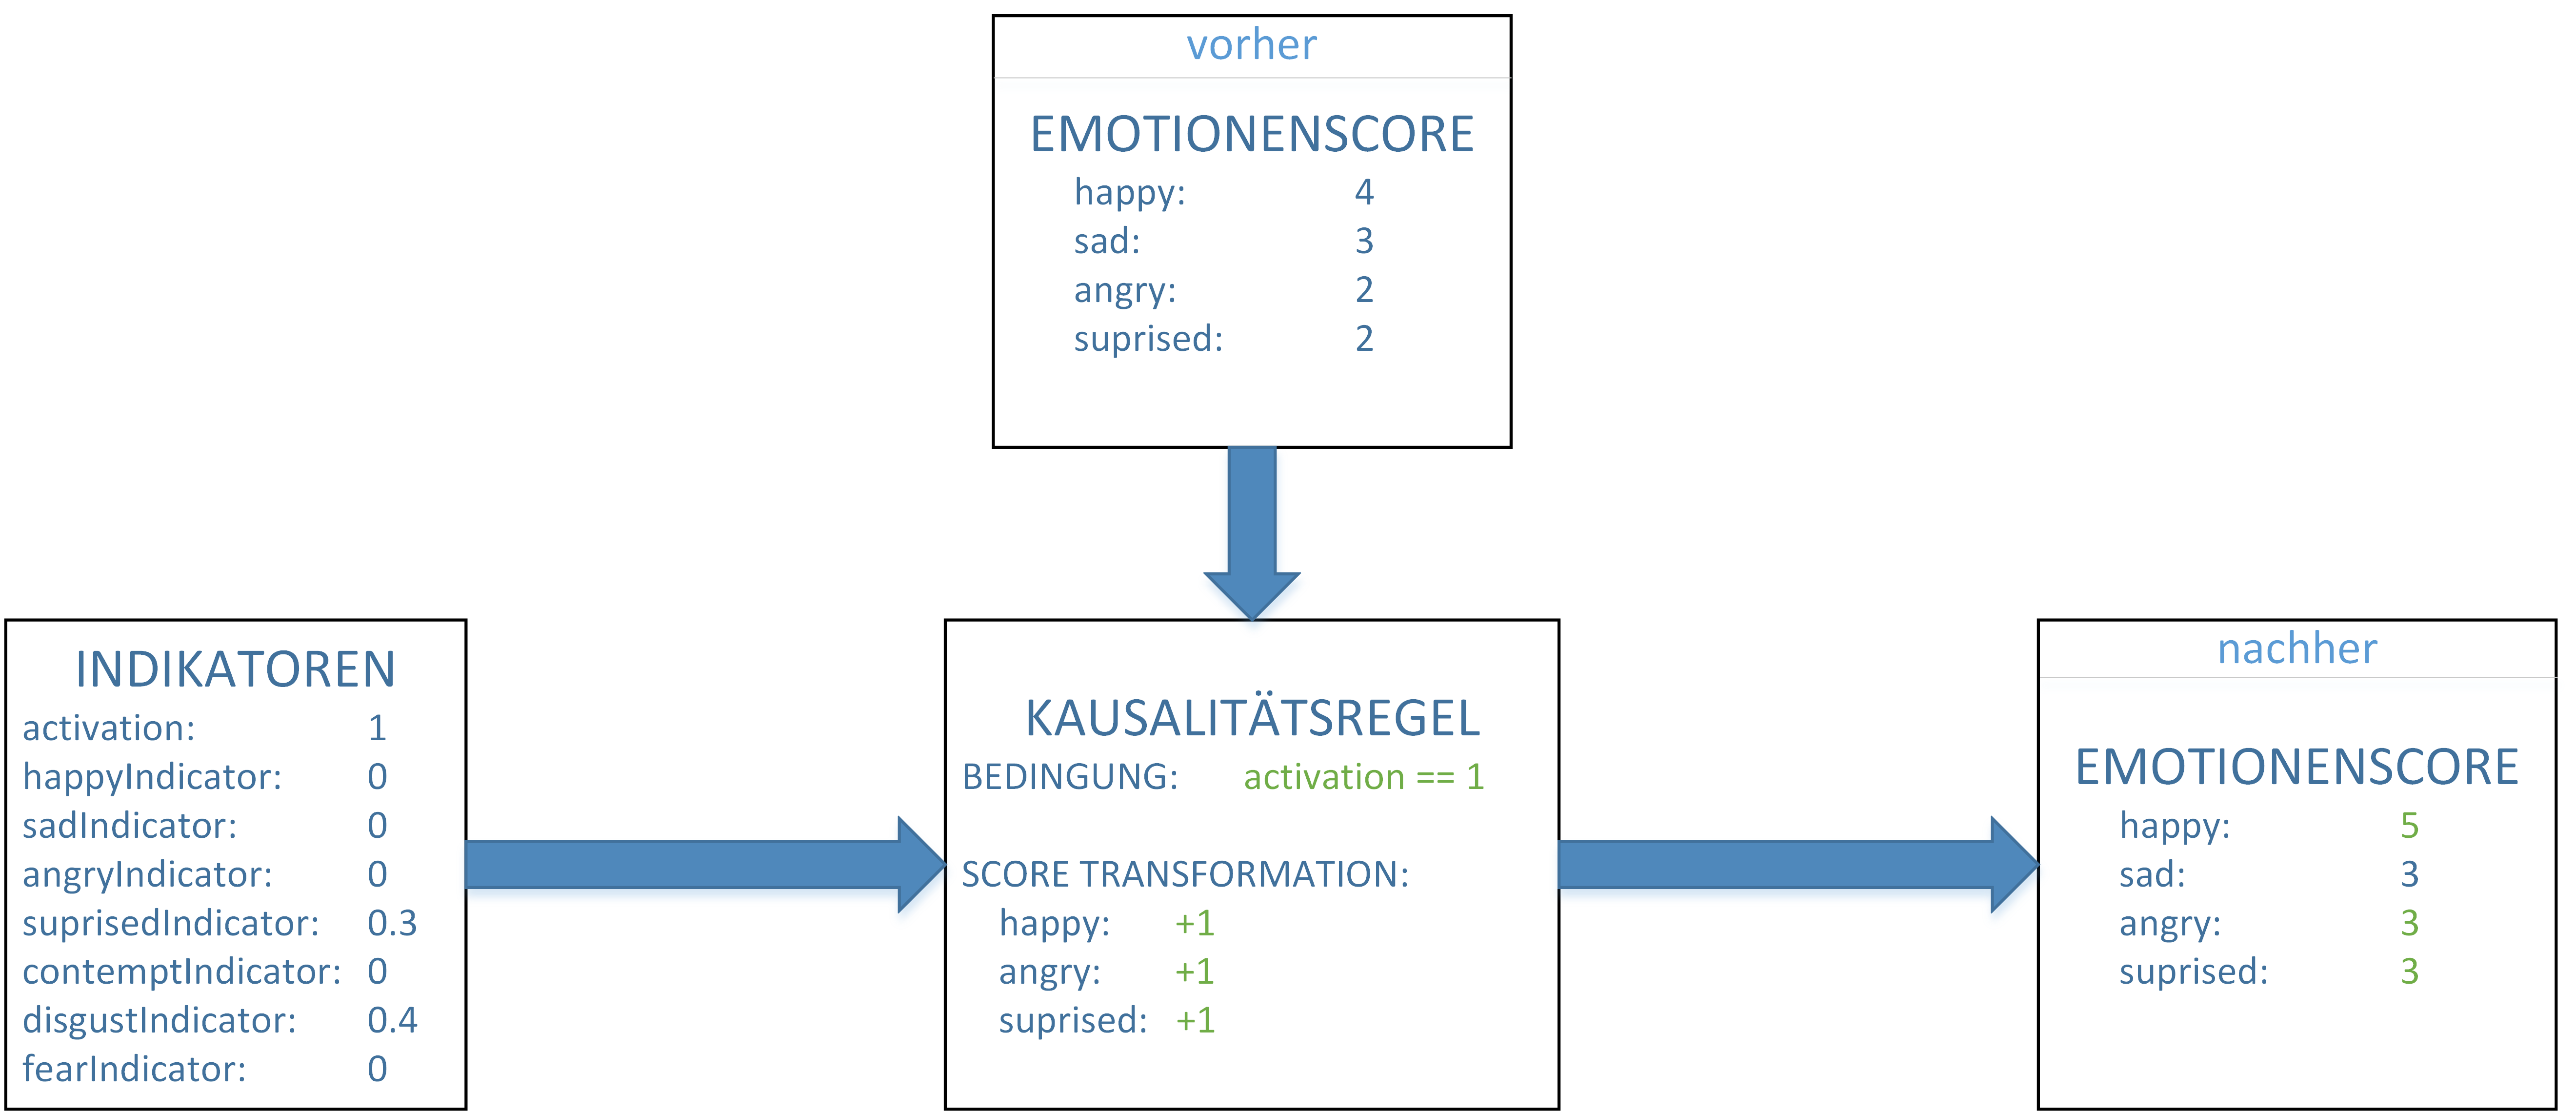 vorher
EMOTIONENSCORE
happy: 4
sad: 3
angry: 2
suprised: 2
INDIKATOREN
activation: 1
happyIndicator: 0
sadIndicator: 0
angryIndicator: 0
suprisedIndicator: 0.3
contemptIndicator: 0
disgustIndicator: 0.4
fearIndicator: 0
KAUSALITÄTSREGEL
BEDINGUNG: activation == 1
SCORE TRANSFORMATION:
happy: +1
angry: +1
suprised: +1
nachher
EMOTIONENSCORE
happy: 5
sad: 3
angry: 3
suprised: 3